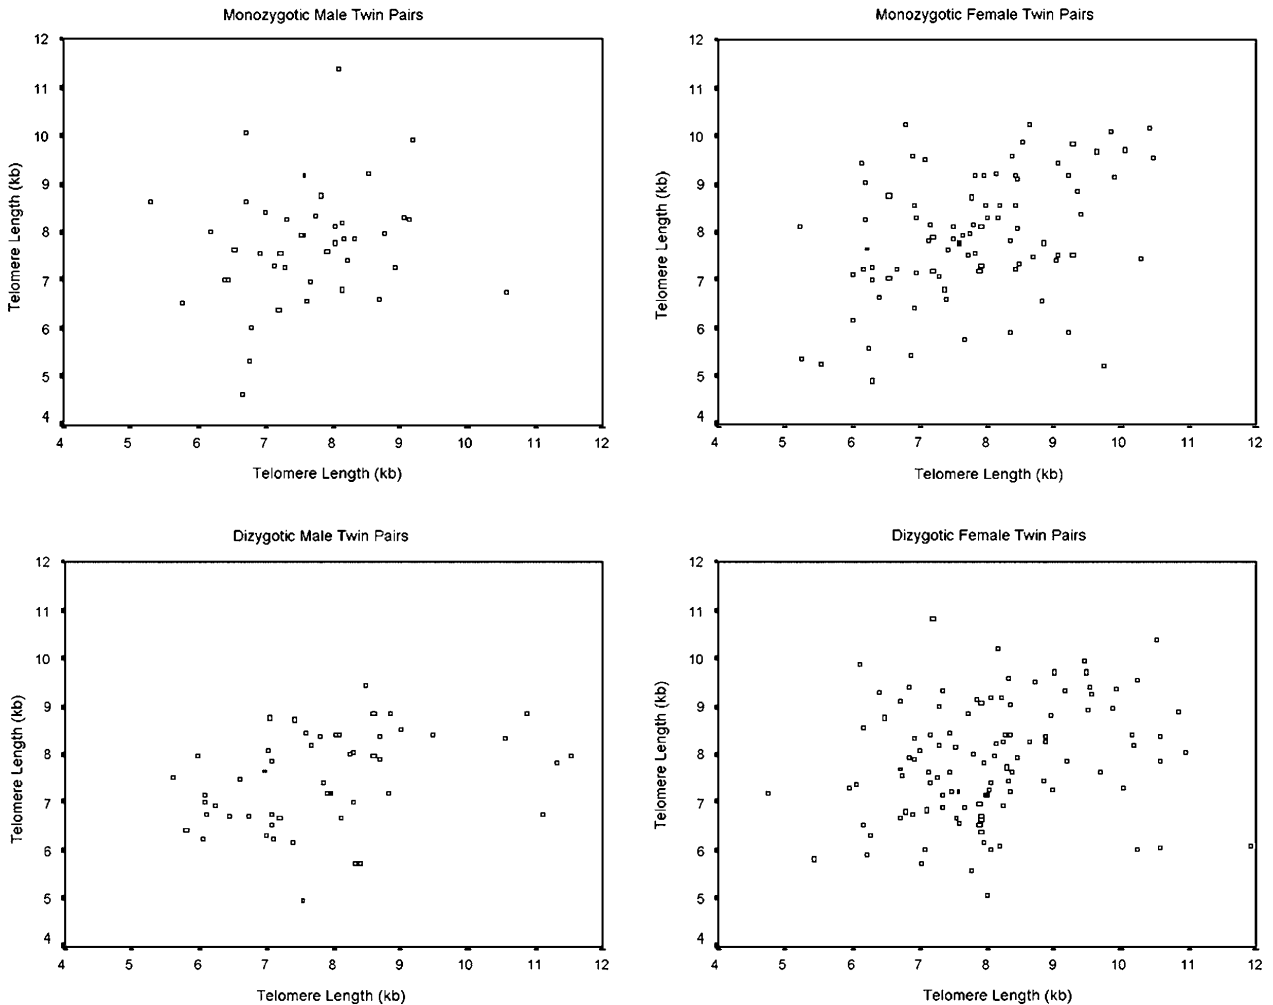 Monozygotic Male Twin Pairs
12
11
10
9
8
7
6
5
4
Telomere Length (kb)
4 5 6 7 8 9 10 11 12
Telomere Length (kb)
Monozygotic Female Twin Pairs
12
11
10
9
8
7
6
5
4
Telomere Length (kb)
4 5 6 7 8 9 10 11 12
Telomere Length (kb)
Dizygotic Male Twin Pairs
12
11
10
9
8
7
6
5
4
Telomere Length (kb)
4 5 6 7 8 9 10 11 12
Telomere Length (kb)
Dizygotic Female Twin Pairs
12
11
10
9
8
7
6
5
4
Telomere Length (kb)
4 5 6 7 8 9 10 11 12
Telomere Length (kb)